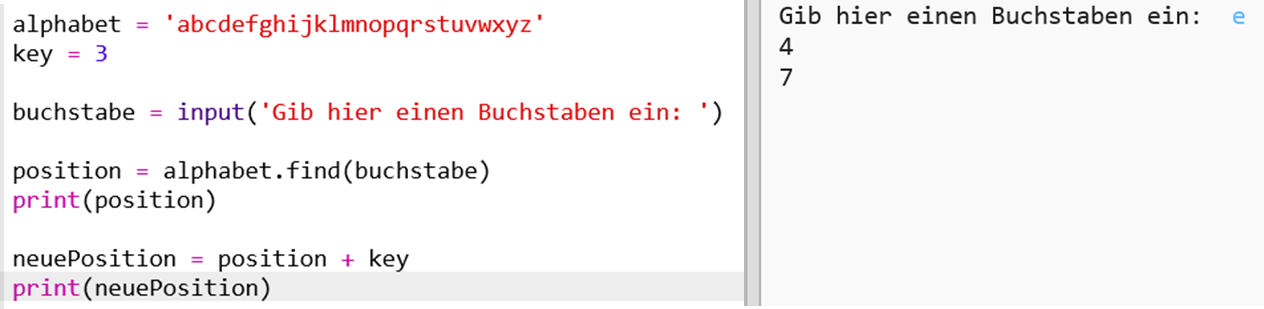 alphabet = 'abcdefghijklmnopqrstuvwxyz'
key = 3
buchstabe = input('Gib hier einen Buchstaben ein: ')
position = alphabet.find(buchstabe)
print(position)
neuePosition = position + key
print(neuePosition)
Gib hier einen Buchstaben ein: e
4
7